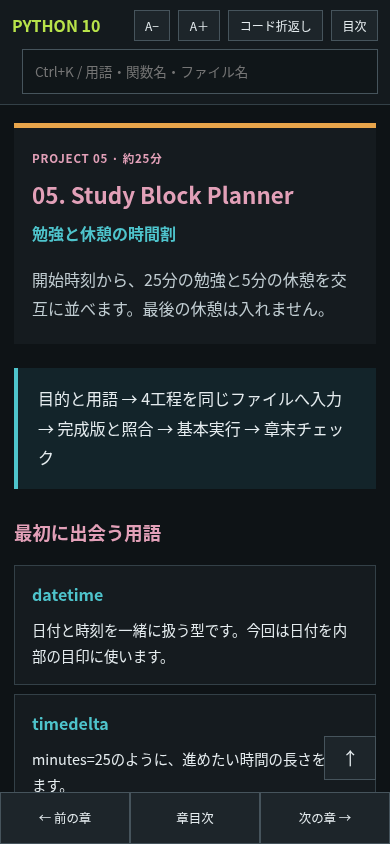 PYTHON 10
A−
A＋
コード折返し
目次
Ctrl+K / 用語・関数名・ファイル名
PROJECT 05 · 約25分
05. Study Block Planner
勉強と休憩の時間割
開始時刻から、25分の勉強と5分の休憩を交
互に並べます。最後の休憩は入れません。
目的と用語 → 4工程を同じファイルへ入力
→ 完成版と照合 → 基本実行 → 章末チェッ
ク
最初に出会う用語
datetime
日付と時刻を一緒に扱う型です。今回は日付を内
部の目印に使います。
timedelta
minutes=25のように、進めたい時間の長さを
ます。
↑
← 前の章
章目次
次の章 →